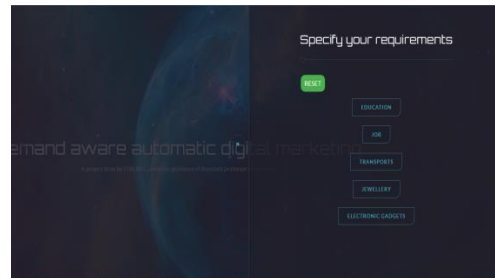 Specify your requirements
RESET
EDUCATION
JOB
TRANSPORTS
JEWELLERY
ELECTRONIC GADGETS
emand aware automatic digital marketing